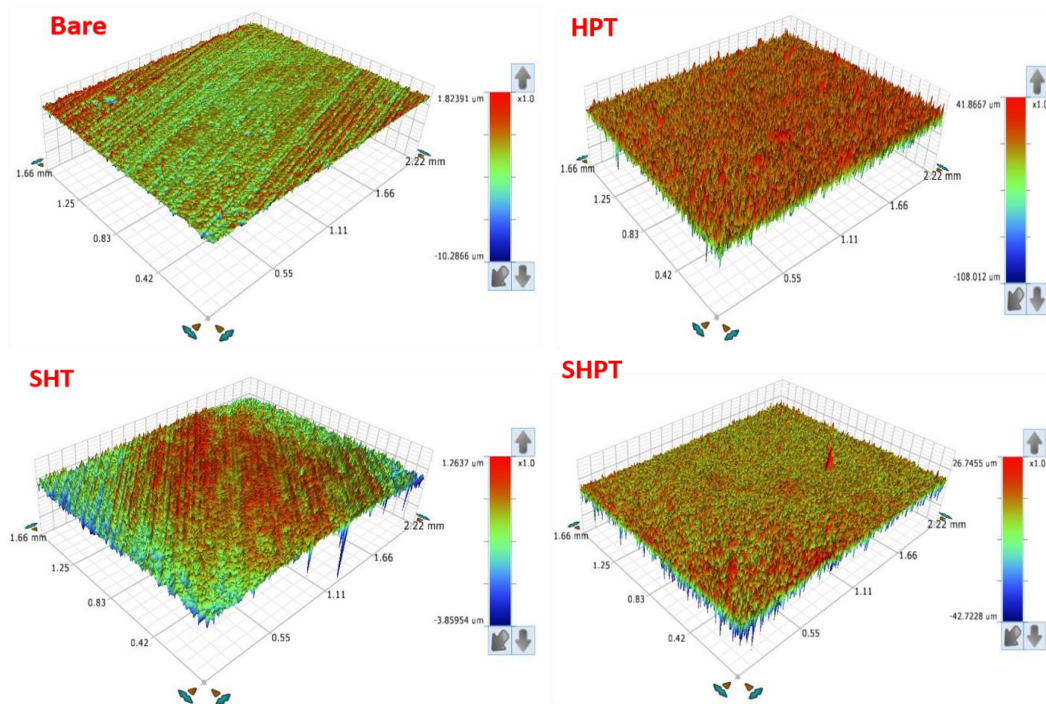 Bare
1.82391 um
x1.0
-10.2866 um
1.66 mm
1.25
0.83
0.42
0.55
1.11
1.66
2.22 mm
HPT
41.8667 um
x1.0
-108.012 um
1.66 mm
1.25
0.83
0.42
0.55
1.11
1.66
2.22 mm
SHT
1.2637 um
x1.0
-3.85954 um
1.66 mm
1.25
0.83
0.42
0.55
1.11
1.66
2.22 mm
SHPT
26.7455 um
x1.0
-42.7228 um
1.66 mm
1.25
0.83
0.42
0.55
1.11
1.66
2.22 mm